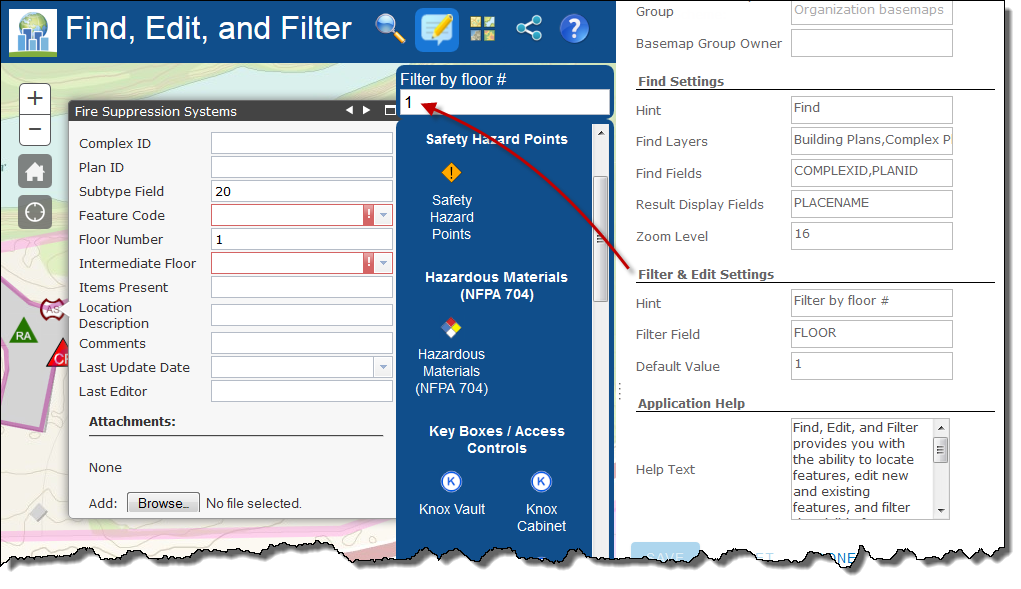 Find, Edit, and Filter
Filter by floor #
1
Fire Suppression Systems
Complex ID
Plan ID
Subtype Field 20
Feature Code
Floor Number 1
Intermediate Floor
Items Present
Location
Description
Comments
Last Update Date
Last Editor
Attachments:
None
Add: Browse... No file selected.
AS
RA
Safety Hazard Points
Safety
Hazard
Points
Hazardous Materials
(NFPA 704)
Hazardous
Materials
(NFPA 704)
Key Boxes / Access
Controls
K K
Knox Vault
Knox
Cabinet
Group Organization basemaps
Basemap Group Owner
Find Settings
Hint Find
Find Layers Building Plans,Complex
Find Fields COMPLEXID,PLANID
Result Display Fields PLACENAME
Zoom Level 16
Filter & Edit Settings
Hint Filter by floor #
Filter Field FLOOR
Default Value 1
Application Help
Help Text
Find, Edit, and Filter
provides you with
the ability to locate
features, edit new
and existing
features, and filter